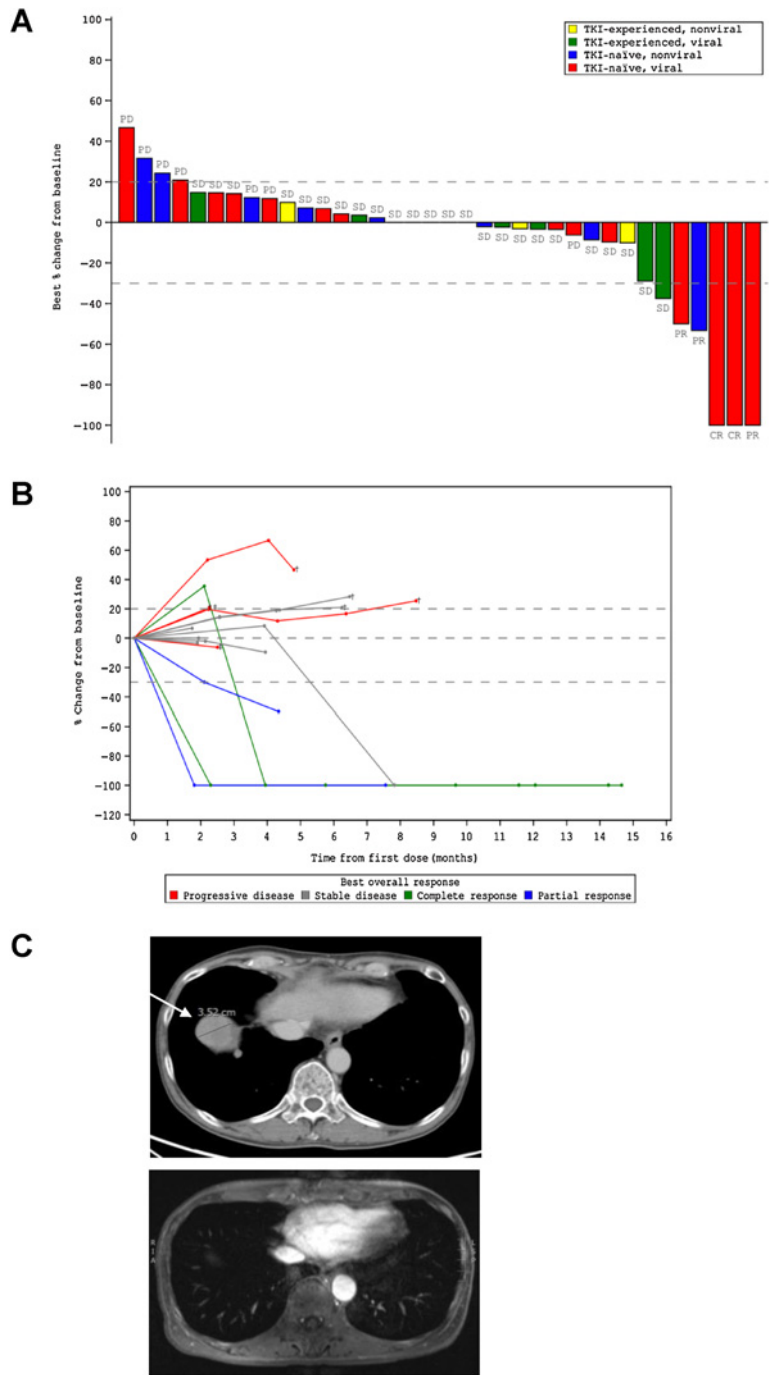 A
TKI-experienced, nonviral
TKI-experienced, viral
TKI-naïve, nonviral
TKI-naïve, viral
Best % change from baseline
100
80
60
40
20
0
−20
−40
−60
−80
−100
PD
PD
PD
PD
SD SD SD
PD PD
SD
SD SD
SD SD
SD
SD SD SD SD SD
SD SD SD SD SD
PD
SD SD SD
SD
SD
PR
PR
CR CR PR
B
% Change from baseline
100
80
60
40
20
0
−20
−40
−60
−80
−100
−120
0 1 2 3 4 5 6 7 8 9 10 11 12 13 14 15 16
Time from first dose (months)
Best overall response
Progressive disease Stable disease Complete response Partial response
C
3.52 cm